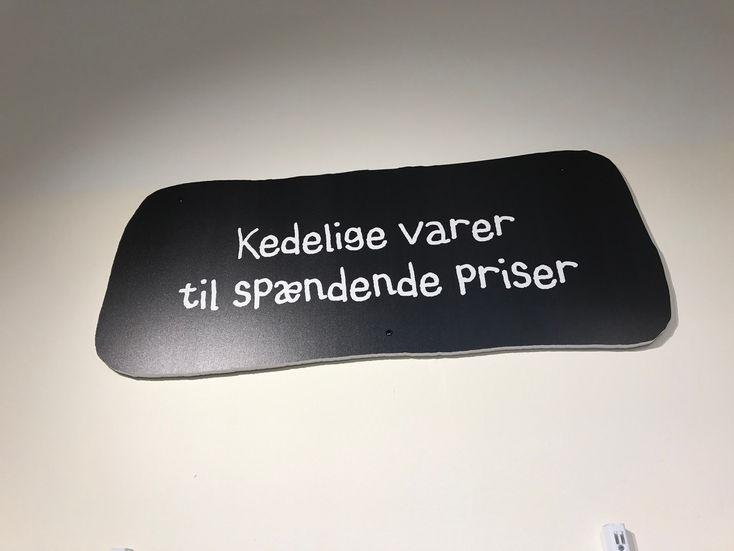 Kedelige varer
til spændende priser